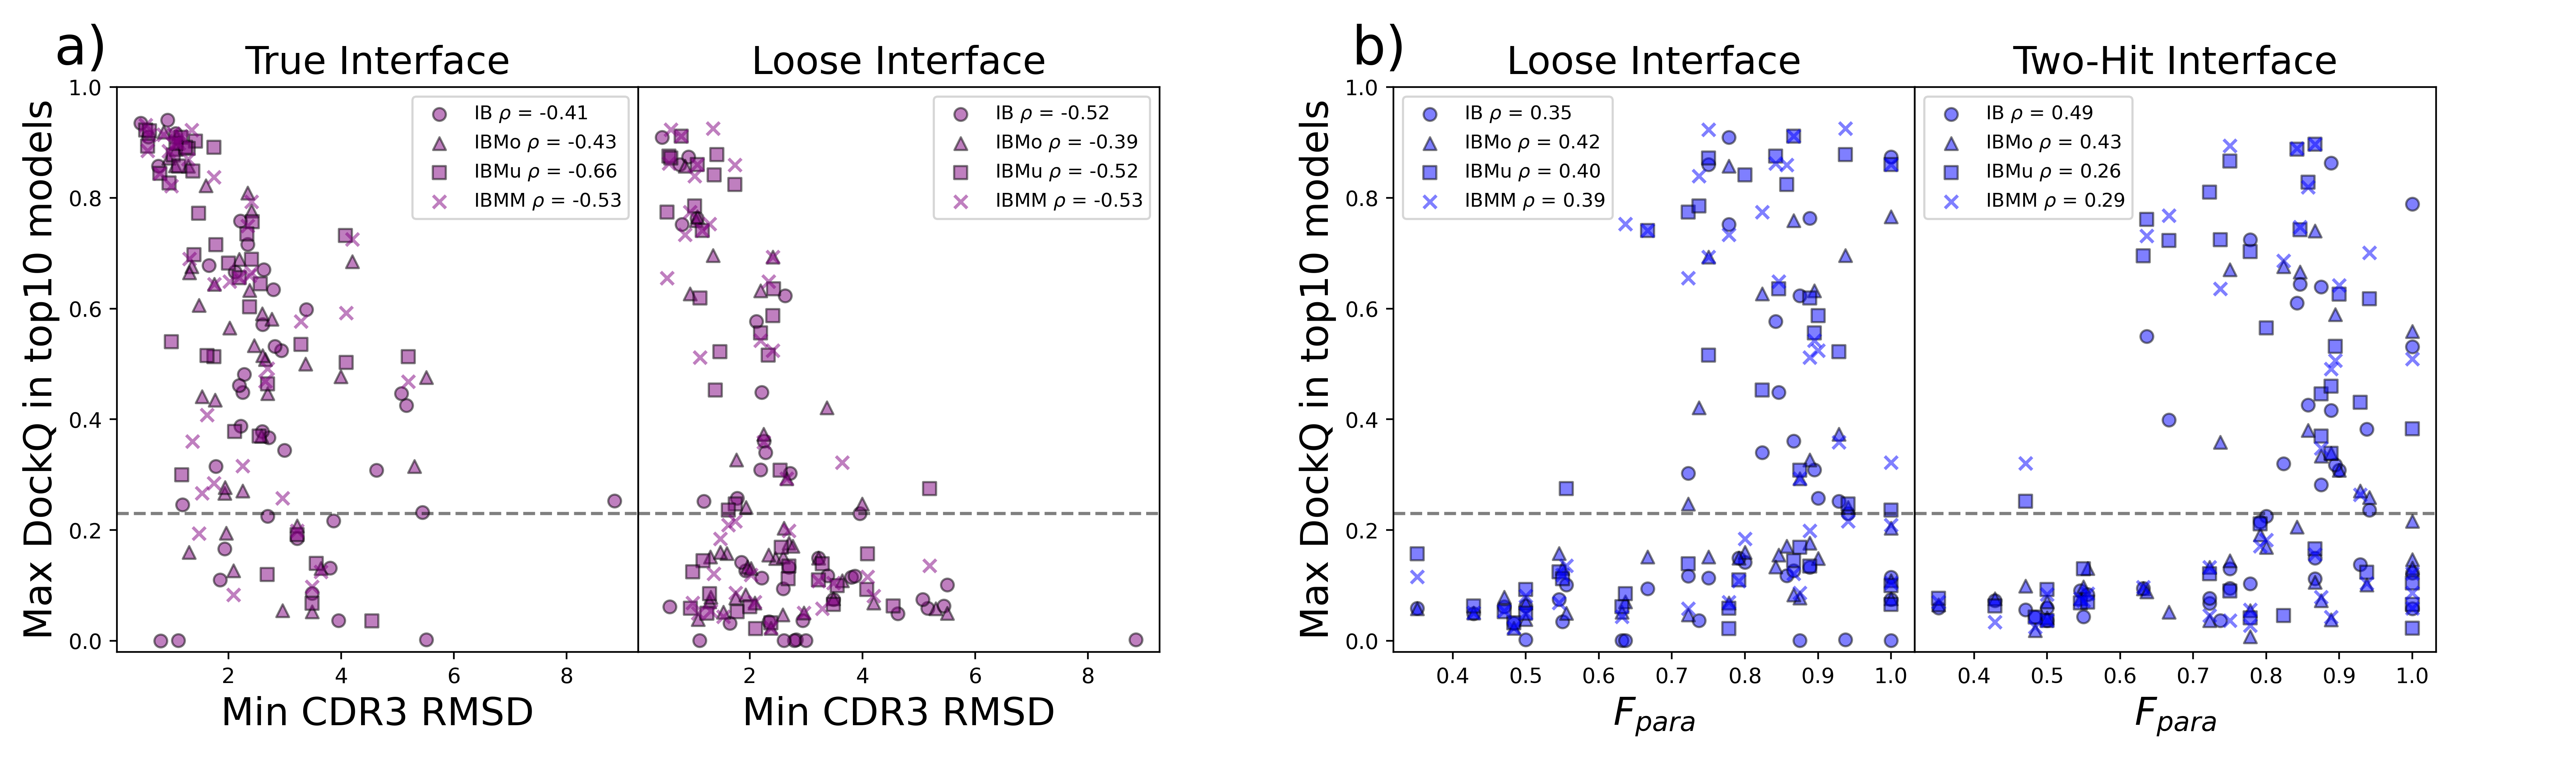 a)
True Interface
Loose Interface
IB ρ = -0.41
IBMo ρ = -0.43
IBMu ρ = -0.66
IBMM ρ = -0.53
IB ρ = -0.52
IBMo ρ = -0.39
IBMu ρ = -0.52
IBMM ρ = -0.53
Max DockQ in top10 models
1.0
0.8
0.6
0.4
0.2
0.0
2 4 6 8
2 4 6 8
Min CDR3 RMSD
Min CDR3 RMSD
b)
Loose Interface
Two-Hit Interface
IB ρ = 0.35
IBMo ρ = 0.42
IBMu ρ = 0.40
IBMM ρ = 0.39
IB ρ = 0.49
IBMo ρ = 0.43
IBMu ρ = 0.26
IBMM ρ = 0.29
Max DockQ in top10 models
1.0
0.8
0.6
0.4
0.2
0.0
0.4 0.5 0.6 0.7 0.8 0.9 1.0
0.4 0.5 0.6 0.7 0.8 0.9 1.0
F_para
F_para